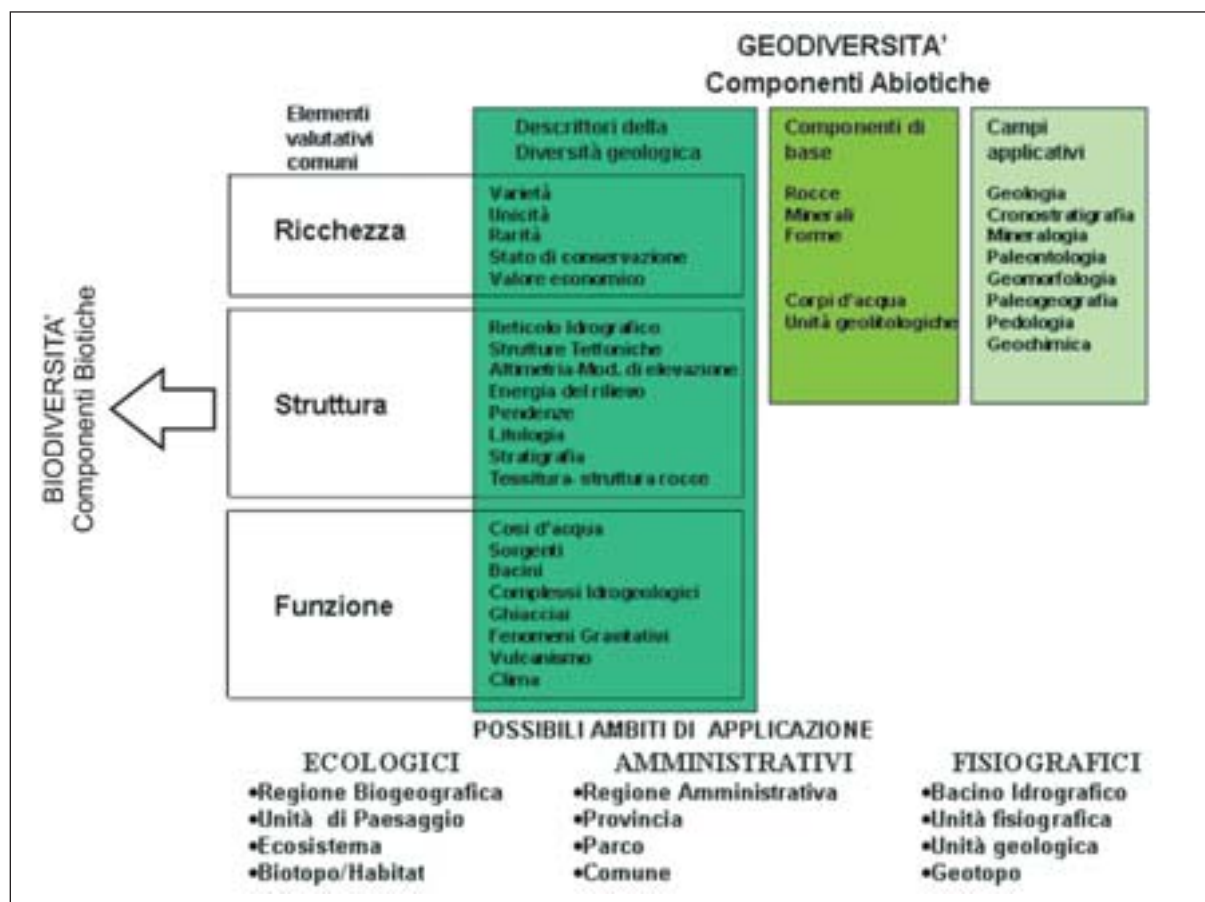 GEODIVERSITA'
Componenti Abiotiche
Elementi
valutativi
comuni
Descrittori della
Diversità geologica
Componenti di
base
Campi
applicativi
Ricchezza
Varietà
Unicità
Rarità
Stato di conservazione
Valore economico
Rocce
Minerali
Forme
Corpi d'acqua
Unità geolitologiche
Geologia
Cronostratigrafia
Mineralogia
Paleontologia
Geomorfologia
Paleogeografia
Pedologia
Geochimica
BIODIVERSITA'
Componenti Biotiche
Struttura
Reticolo Idrografico
Strutture Tettoniche
Altimetria-Mod. di elevazione
Energia del rilievo
Pendenze
Litologia
Stratigrafia
Tessitura- struttura rocce
Funzione
Cosi d'acqua
Sorgenti
Bacini
Complessi Idrogeologici
Ghiacciai
Fenomeni Gravitativi
Vulcanismo
Clima
POSSIBILI AMBITI DI APPLICAZIONE
ECOLOGICI
•Regione Biogeografica
•Unità di Paesaggio
•Ecosistema
•Biotopo/Habitat
AMMINISTRATIVI
•Regione Amministrativa
•Provincia
•Parco
•Comune
FISIOGRAFICI
•Bacino Idrografico
•Unità fisiografica
•Unità geologica
•Geotopo